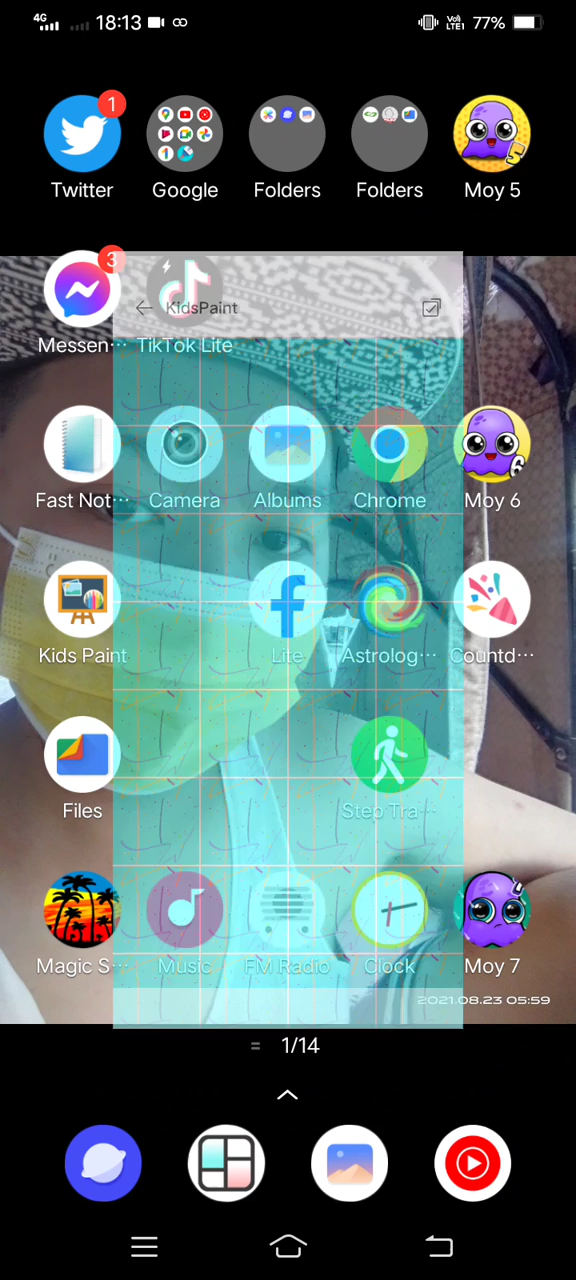 4G 18:13 Voli LTE1 77%
1
Twitter Google Folders Folders Moy 5
3
KidsPaint
Messen··· TikTok Lite
Fast Not··· Camera Albums Chrome Moy 6
Kids Paint Lite Astrolog··· Countd···
Files Step Tra···
Magic S··· Music FM Radio Clock Moy 7
2021.08.23 05:59
1/14